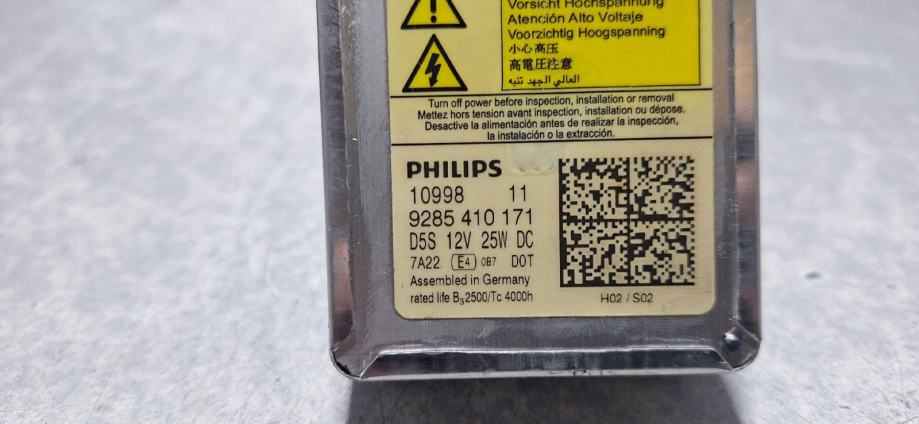 Vorsicht Hochspannung
Atención Alto Voltaje
Voorzichtig Hoogspanning
小心高压
高電圧注意
العالي الجهد تنبه
Turn off power before inspection, installation or removal
Mettez hors tension avant inspection, installation ou dépose.
Desactive la alimentación antes de realizar la inspección,
la instalación o la extracción.
PHILIPS
10998 11
9285 410 171
D5S 12V 25W DC
7A22 E4 0B7 DOT
Assembled in Germany
rated life B3 2500/Tc 4000h
H02 / S02